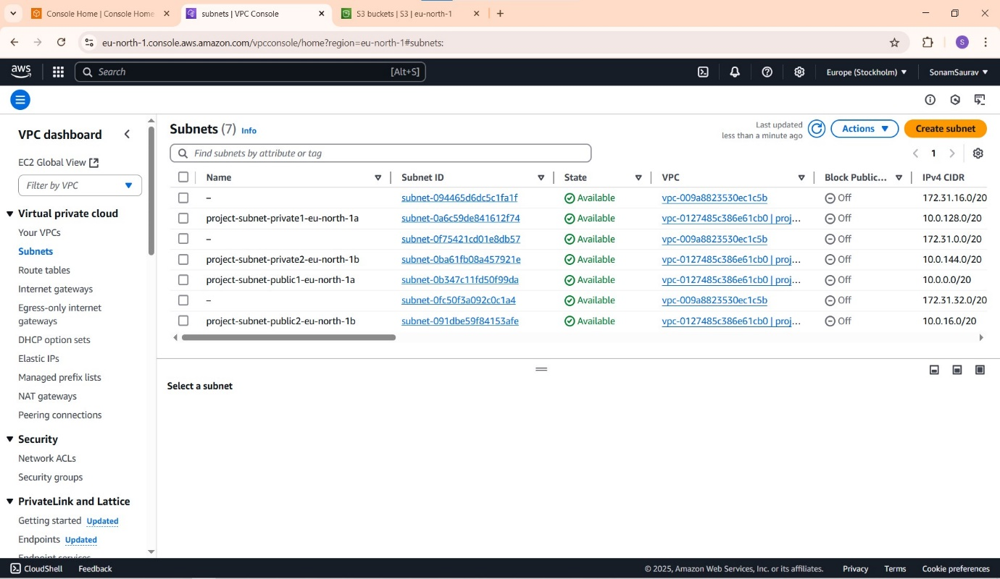 Console Home | Console Home
subnets | VPC Console
S3 buckets | S3 | eu-north-1
eu-north-1.console.aws.amazon.com/vpcconsole/home?region=eu-north-1#subnets:
S
aws
Search
[Alt+S]
Europe (Stockholm)
SonamSaurav
VPC dashboard
EC2 Global View
Filter by VPC
Virtual private cloud
Your VPCs
Subnets
Route tables
Internet gateways
Egress-only internet
gateways
DHCP option sets
Elastic IPs
Managed prefix lists
NAT gateways
Peering connections
Security
Network ACLs
Security groups
PrivateLink and Lattice
Getting started Updated
Endpoints Updated
Endpoint services
Subnets (7) Info
Last updated
less than a minute ago
Actions
Create subnet
Find subnets by attribute or tag
1
Name Subnet ID State VPC Block Public... IPv4 CIDR
– subnet-094465d6dc5c1fa1f Available vpc-009a8823530ec1c5b Off 172.31.16.0/20
project-subnet-private1-eu-north-1a subnet-0a6c59de841612f74 Available vpc-0127485c386e61cb0 | proj... Off 10.0.128.0/20
– subnet-0f75421cd01e8db57 Available vpc-009a8823530ec1c5b Off 172.31.0.0/20
project-subnet-private2-eu-north-1b subnet-0ba61fb08a457921e Available vpc-0127485c386e61cb0 | proj... Off 10.0.144.0/20
project-subnet-public1-eu-north-1a subnet-0b347c11fd50f99da Available vpc-0127485c386e61cb0 | proj... Off 10.0.0.0/20
– subnet-0fc50f3a092c0c1a4 Available vpc-009a8823530ec1c5b Off 172.31.32.0/20
project-subnet-public2-eu-north-1b subnet-091dbe59f84153afe Available vpc-0127485c386e61cb0 | proj... Off 10.0.16.0/20
Select a subnet
CloudShell Feedback
© 2025, Amazon Web Services, Inc. or its affiliates. Privacy Terms Cookie preferences